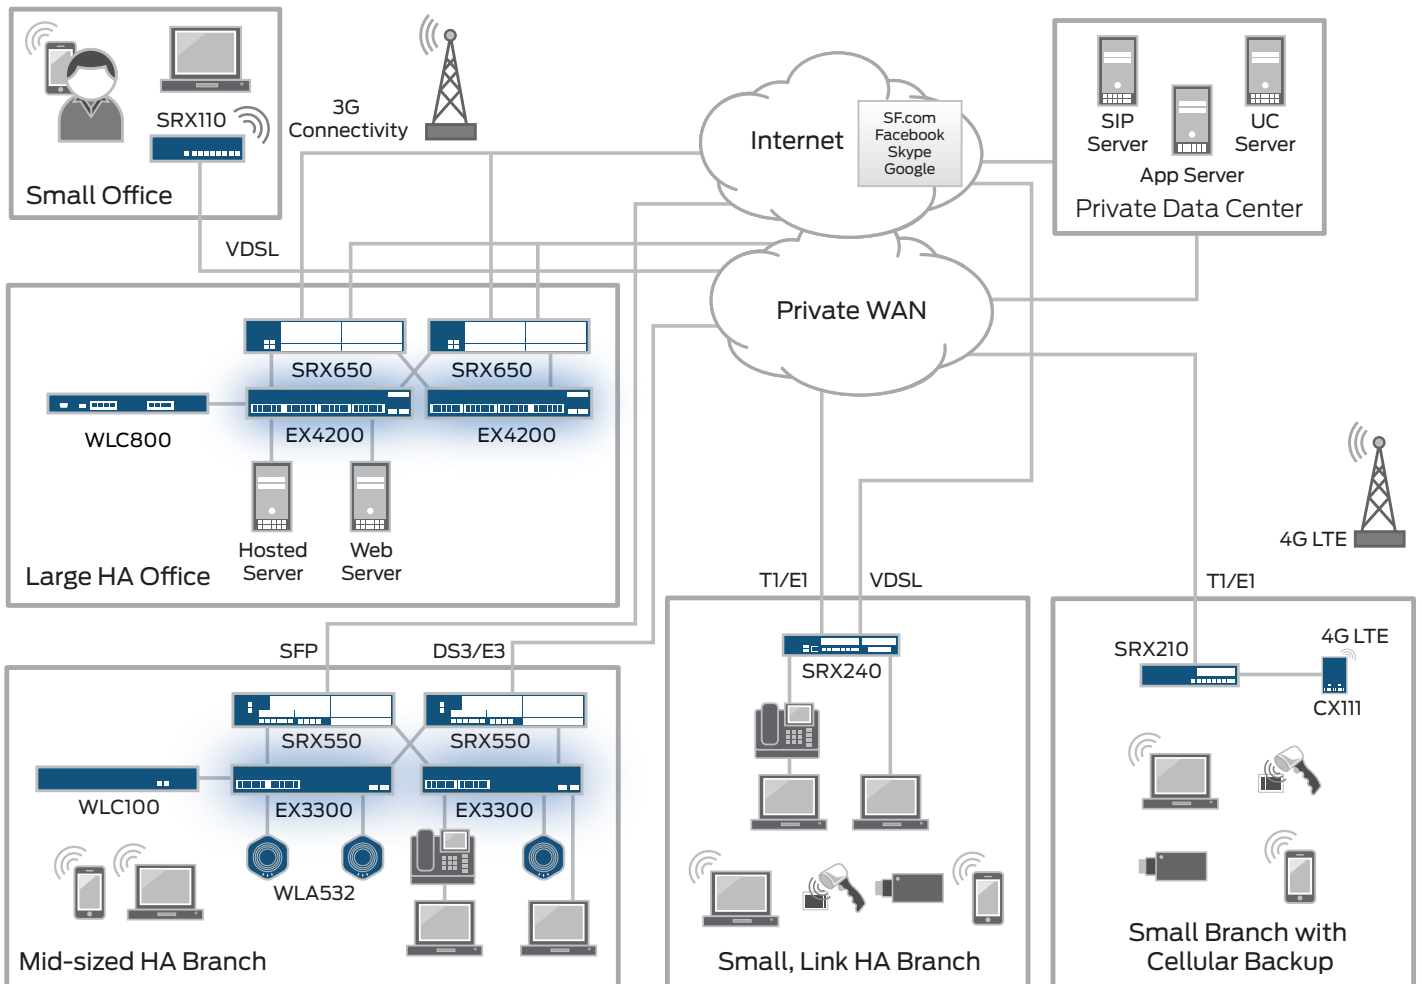 SRX110
Small Office
3G
Connectivity
VDSL
Internet
SF.com
Facebook
Skype
Google
Private WAN
SIP
Server
App Server
UC
Server
Private Data Center
SRX650
SRX650
WLC800
EX4200
EX4200
Hosted
Server
Web
Server
Large HA Office
SFP
DS3/E3
SRX550
SRX550
WLC100
EX3300
EX3300
WLA532
Mid-sized HA Branch
T1/E1
VDSL
SRX240
Small, Link HA Branch
4G LTE
T1/E1
SRX210
4G LTE
CX111
Small Branch with
Cellular Backup